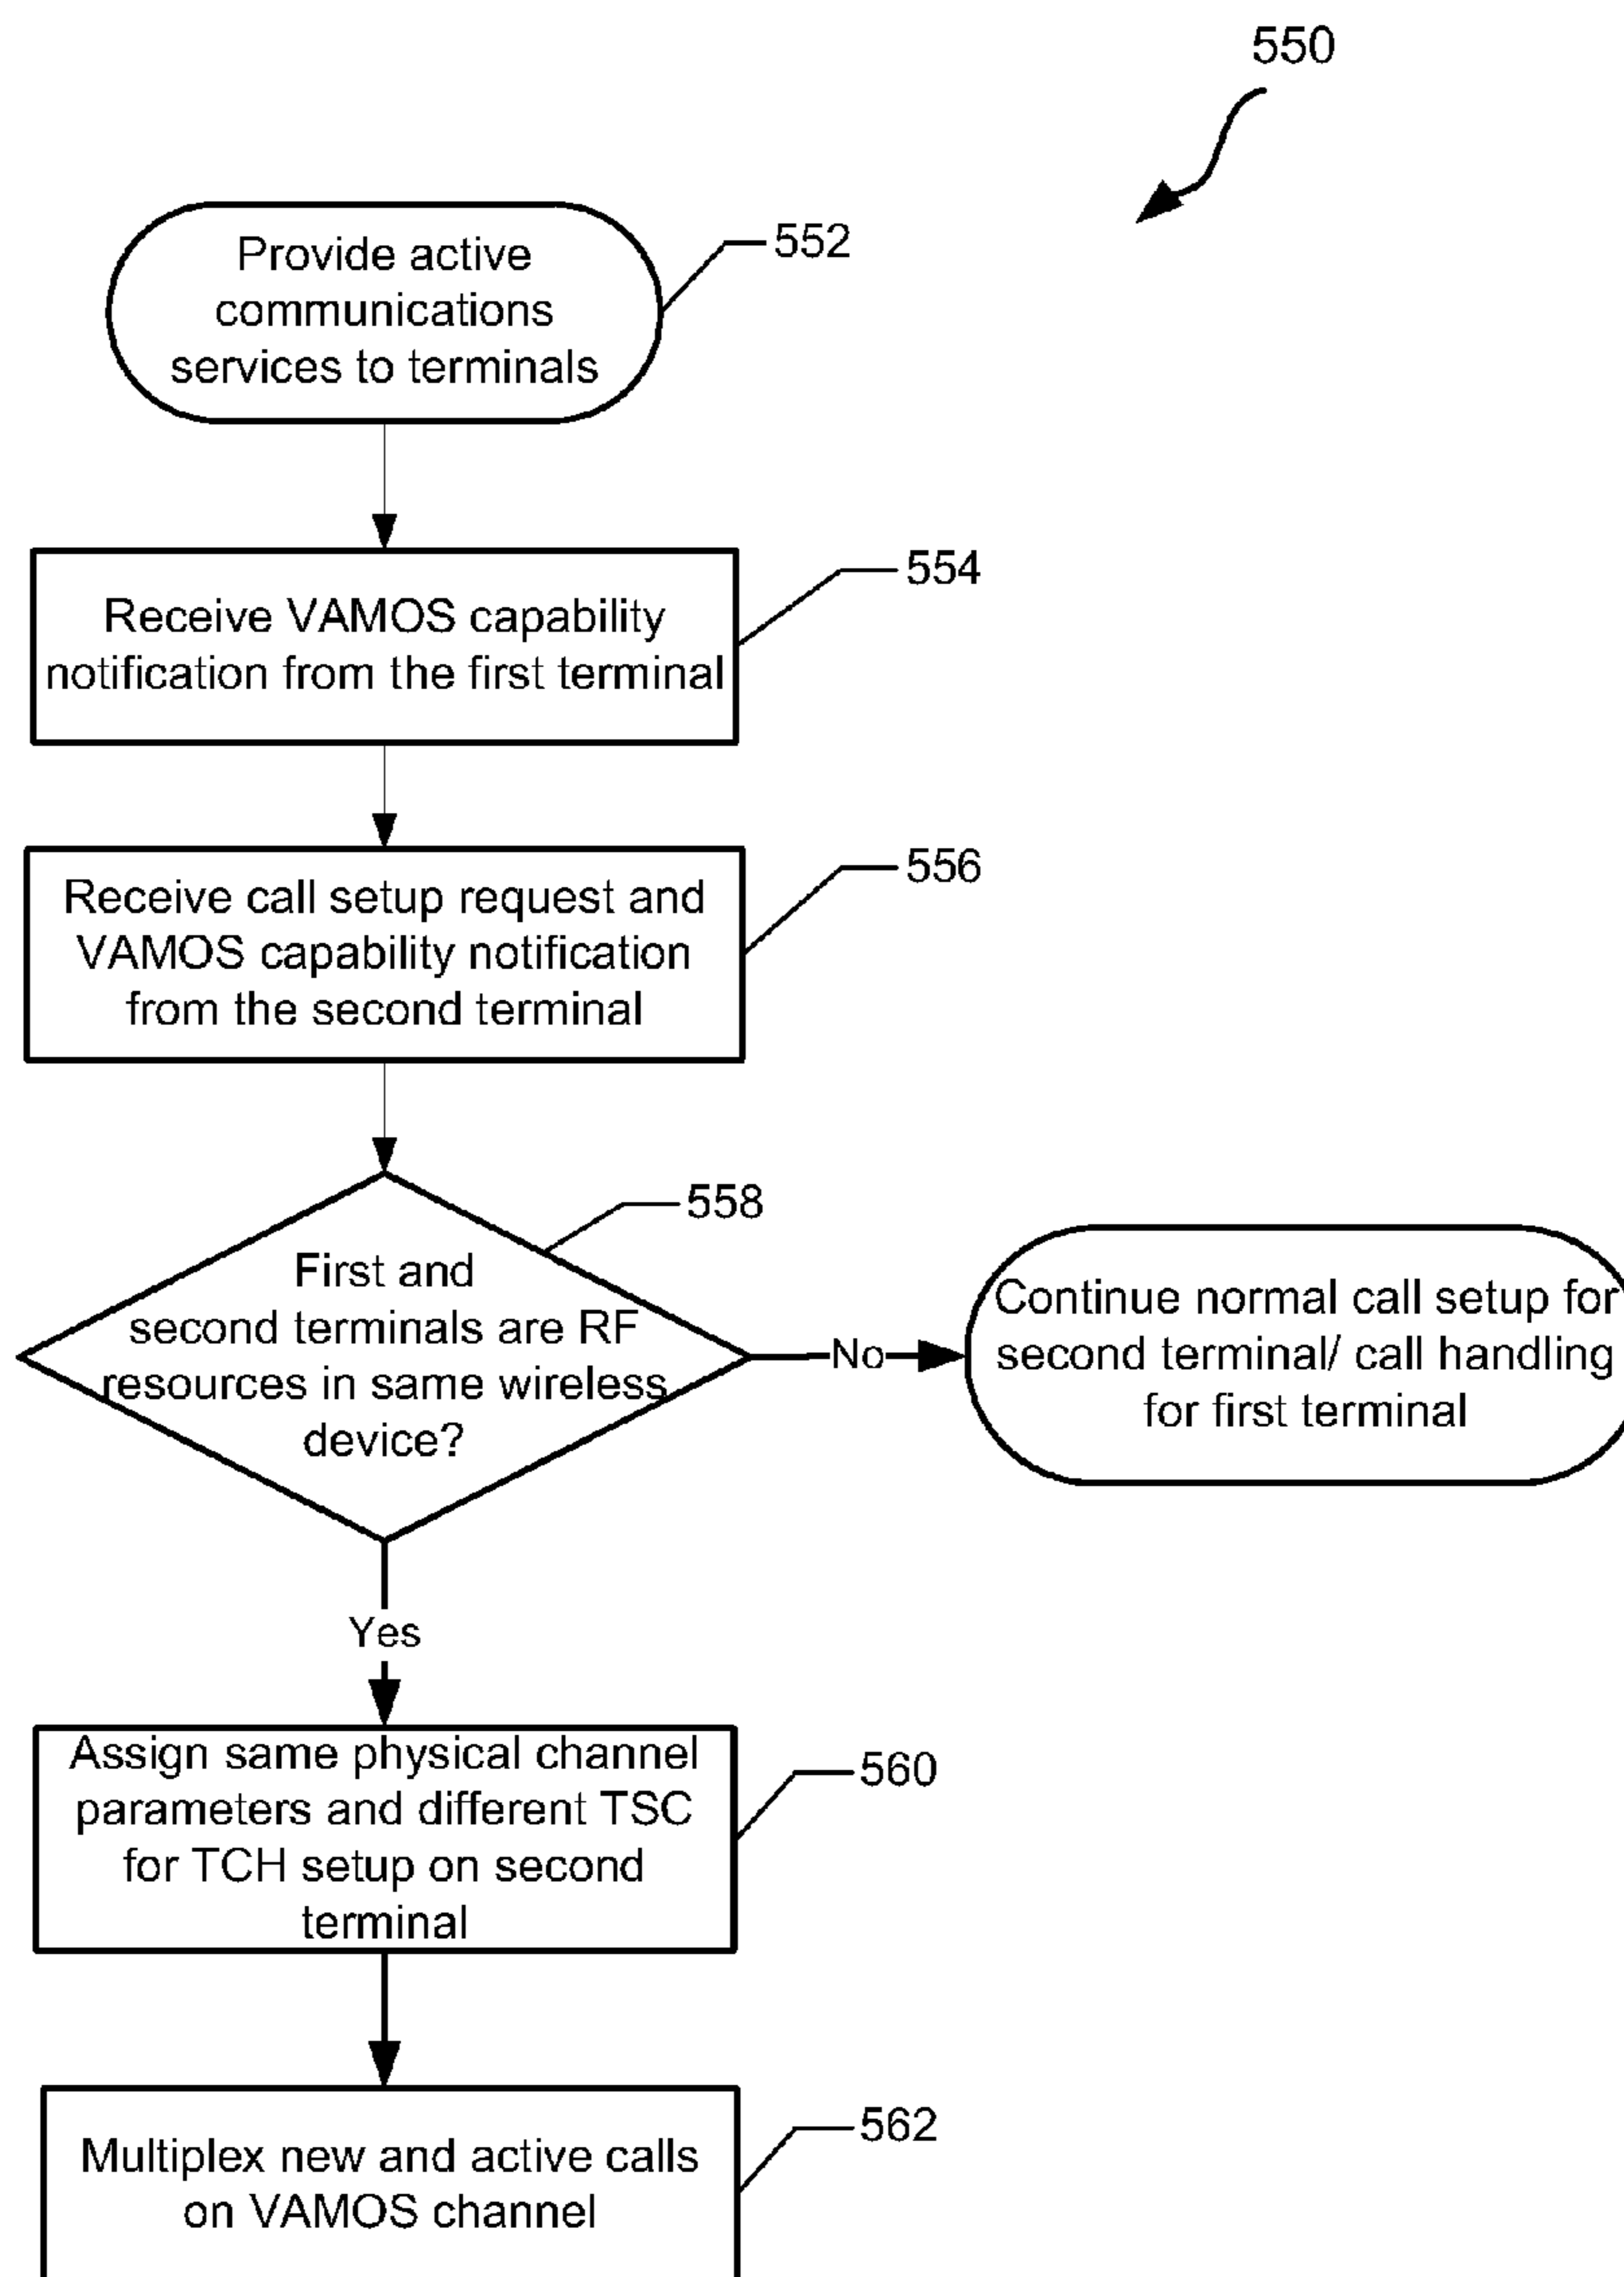 550
Provide active
communications
services to terminals
552
Receive VAMOS capability
notification from the first terminal
554
Receive call setup request and
VAMOS capability notification
from the second terminal
556
First and
second terminals are RF
resources in same wireless
device?
558
No
Continue normal call setup for
second terminal/ call handling
for first terminal
Yes
Assign same physical channel
parameters and different TSC
for TCH setup on second
terminal
560
Multiplex new and active calls
on VAMOS channel
562